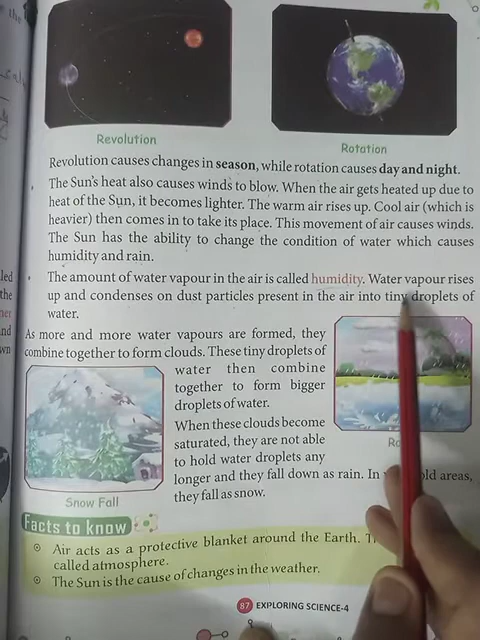 the
Revolution
Rotation
Revolution causes changes in season, while rotation causes day and night.
The Sun's heat also causes winds to blow. When the air gets heated up due to
heat of the Sun, it becomes lighter. The warm air rises up. Cool air (which is
heavier) then comes in to take its place. This movement of air causes winds.
The Sun has the ability to change the condition of water which causes
humidity and rain.
The amount of water vapour in the air is called humidity. Water vapour rises
up and condenses on dust particles present in the air into tiny droplets of
water.
As more and more water vapours are formed, they
combine together to form clouds. These tiny droplets of
water then combine
together to form bigger
droplets of water.
When these clouds become
saturated, they are not able
to hold water droplets any
longer and they fall down as rain. In areas,
they fall as snow.
Snow Fall
Facts to know
Air acts as a protective blanket around the Earth.
called atmosphere.
The Sun is the cause of changes in the weather.
87 EXPLORING SCIENCE-4